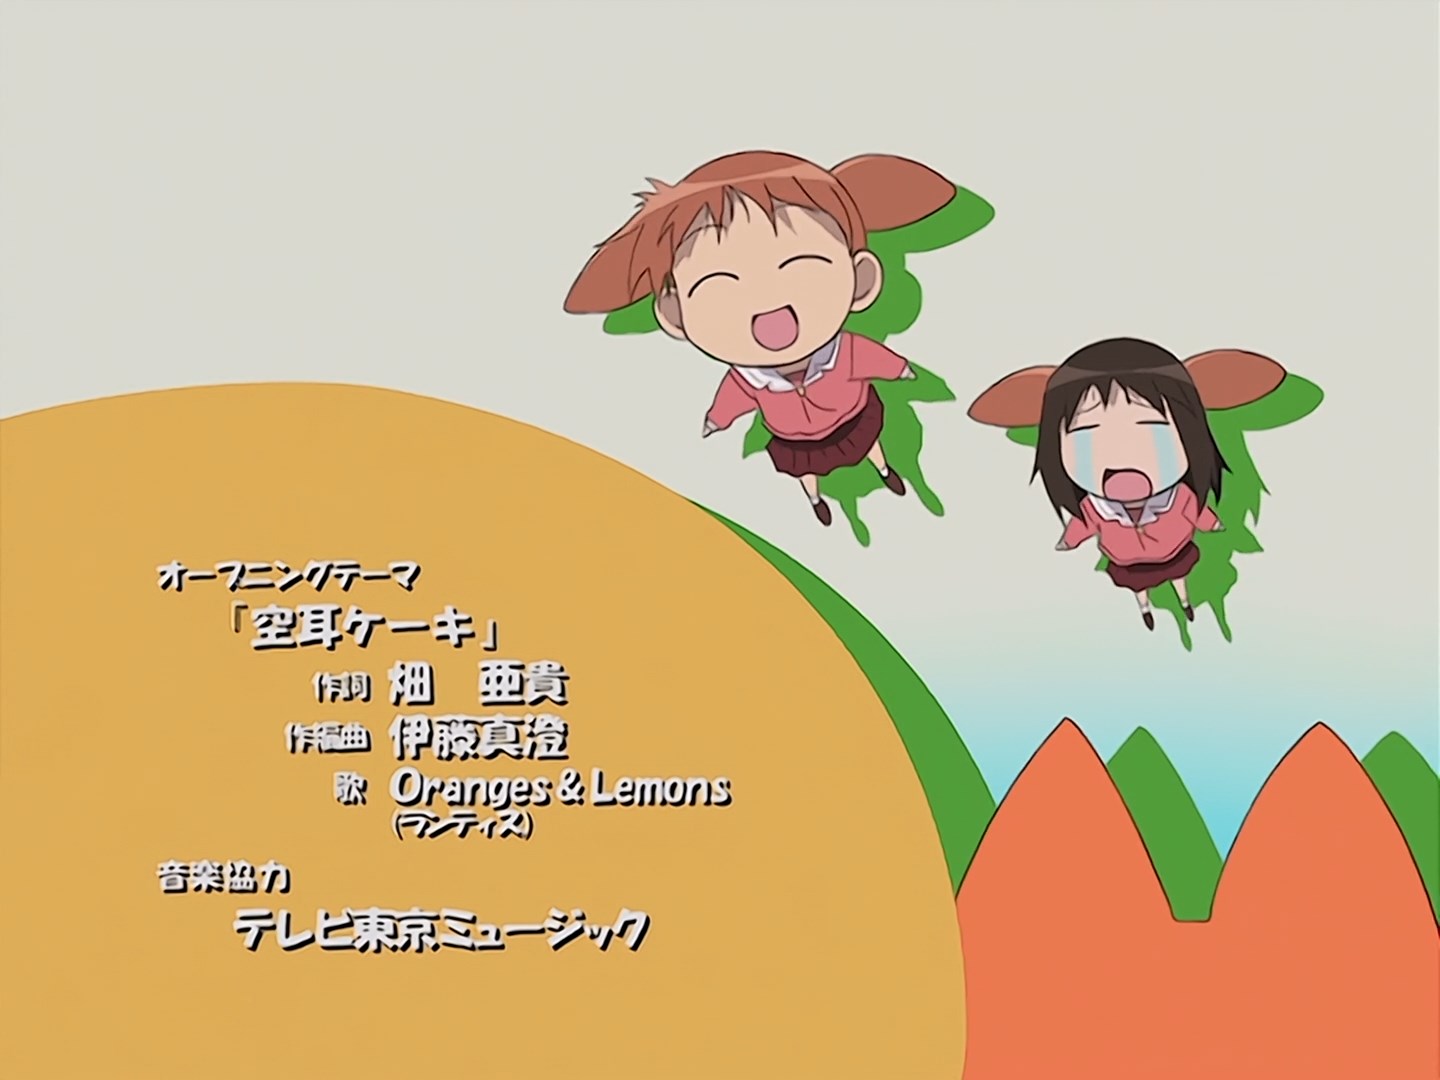 オープニングテーマ
「空耳ケーキ」
作詞 畑 亜貴
作編曲 伊藤真澄
歌 Oranges & Lemons
(ランティス)
音楽協力
テレビ東京ミュージック